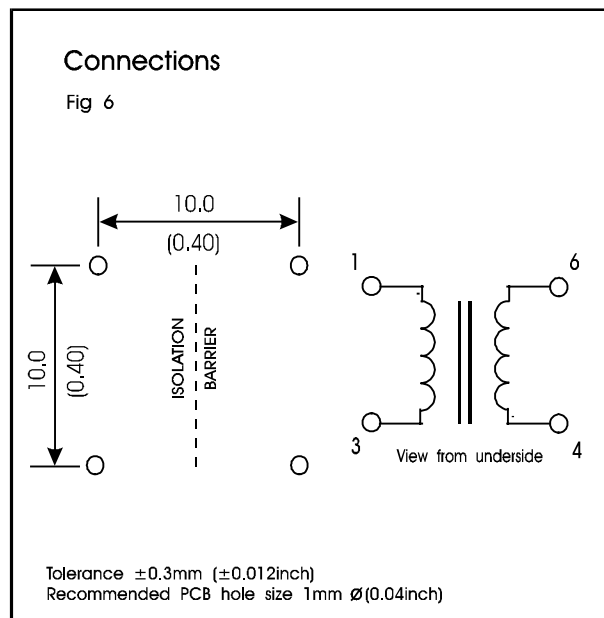 Connections
Fig 6
10.0
(0.40)
10.0
(0.40)
ISOLATION
BARRIER
1
6
3
4
View from underside
Tolerance ±0.3mm (±0.012inch)
Recommended PCB hole size 1mm Ø(0.04inch)